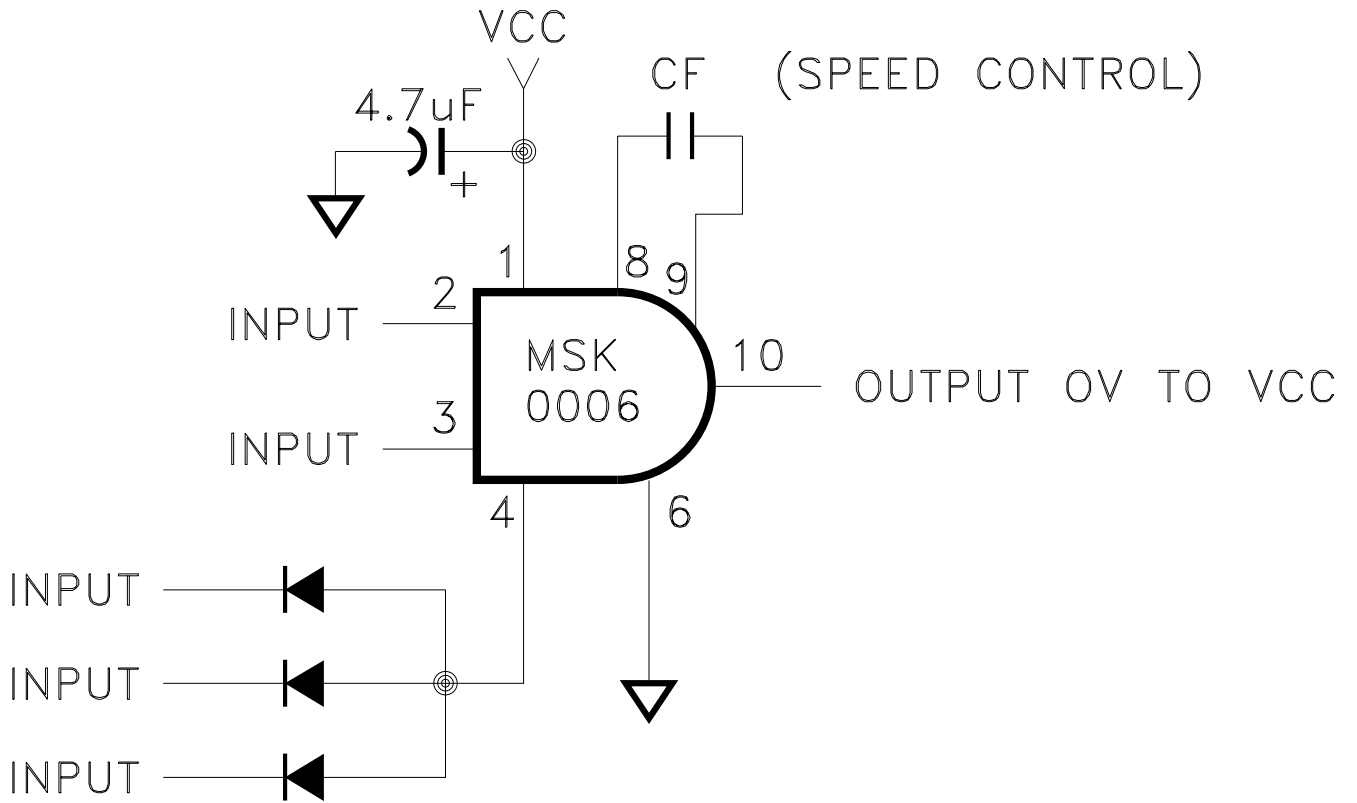 VCC
CF (SPEED CONTROL)
4.7uF
+
1
8
9
2
INPUT
MSK
0006
10
OUTPUT 0V TO VCC
3
INPUT
4
6
INPUT
INPUT
INPUT